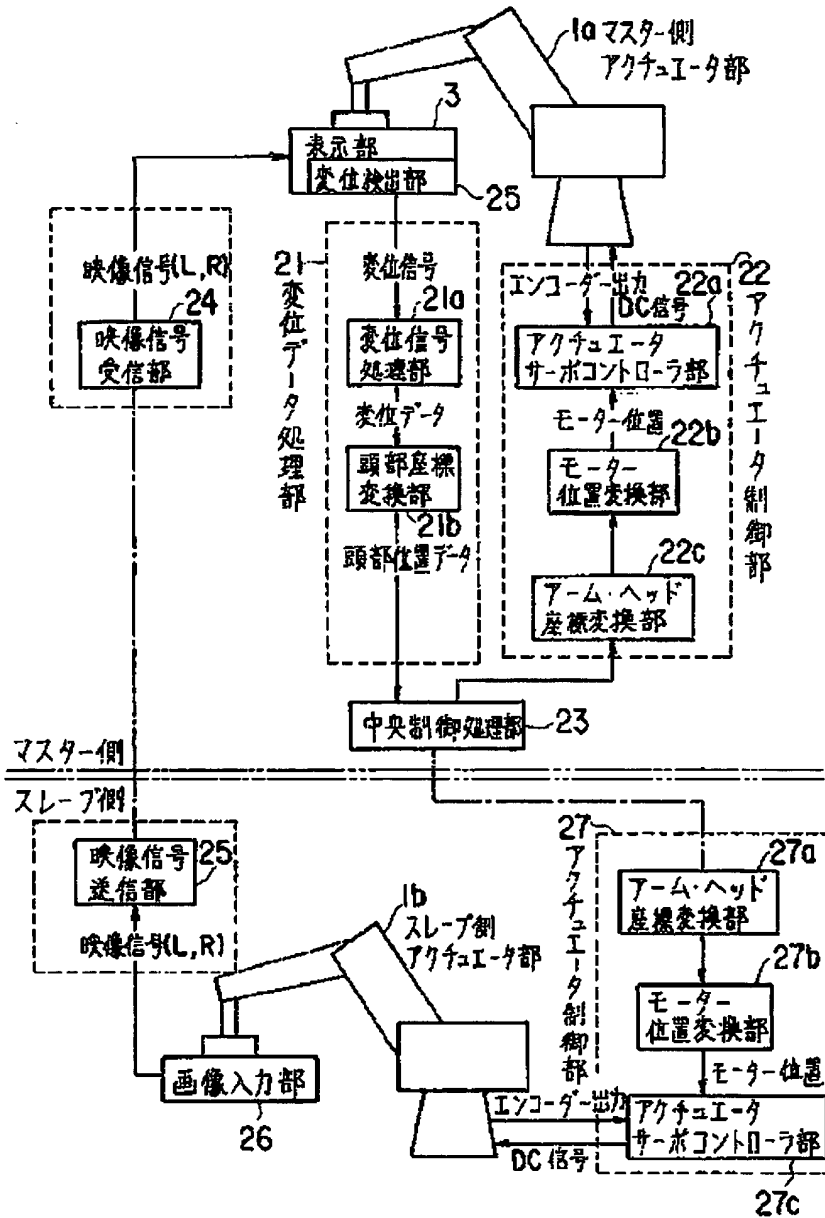 1a マスター側
アクチュエータ部
3
表示部
変位検出部
25
映像信号(L,R)
24
映像信号
受信部
21
変位データ処理部
変位信号
21a
変位信号
処理部
変位データ
頭部座標
変換部
21b
頭部位置データ
22
アクチュエータ制御部
エンコーダー出力
DC信号
22a
アクチュエータ
サーボコントローラ部
モーター位置
22b
モーター
位置変換部
22c
アーム・ヘッド
座標変換部
中央制御処理部
23
マスター側
スレーブ側
映像信号
送信部
25
映像信号(L,R)
1b
スレーブ側
アクチュエータ部
画像入力部
26
エンコーダー出力
DC信号
27
アクチュエータ制御部
27a
アーム・ヘッド
座標変換部
27b
モーター
位置変換部
モーター位置
アクチュエータ
サーボコントローラ部
27c